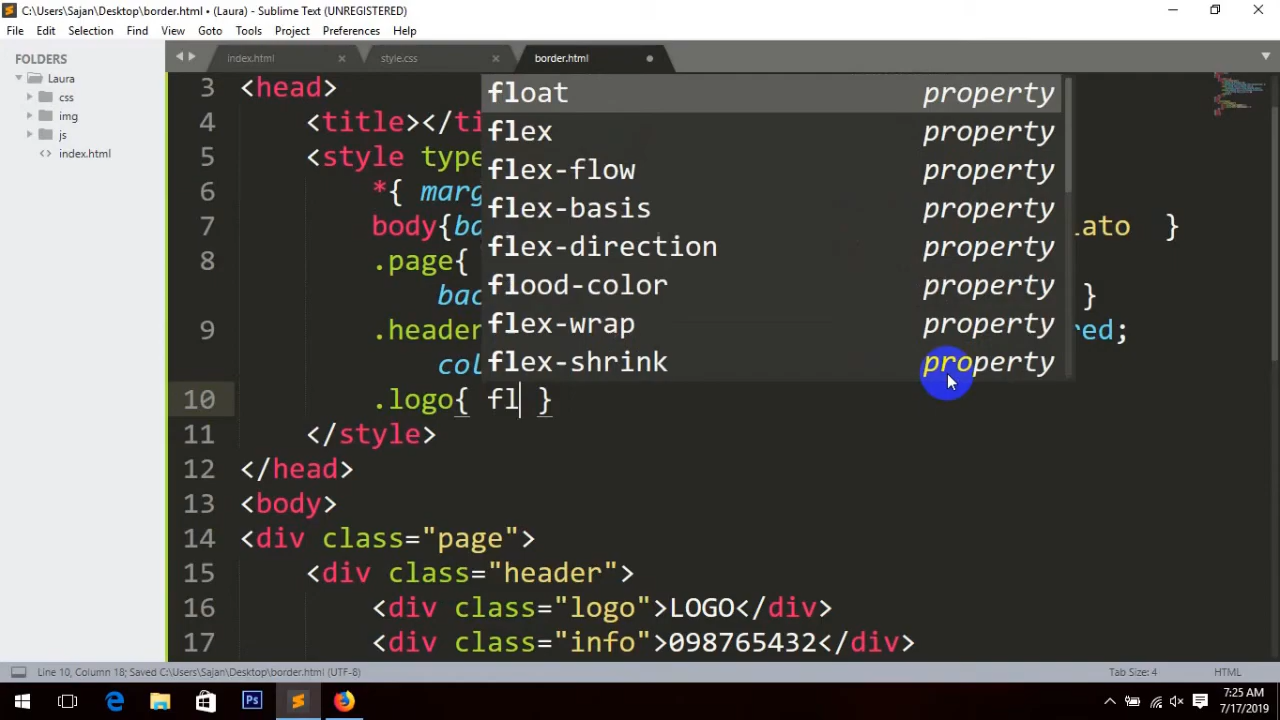 C:\Users\Sajan\Desktop\border.html • (Laura) - Sublime Text (UNREGISTERED)
File Edit Selection Find View Goto Tools Project Preferences Help
FOLDERS
Laura
css
img
js
index.html
index.html style.css border.html
3 <head>
4 <title></ti
5 <style type
6 *{ marg
7 body{ba lato }
8 .page{
bac }
9 .header red;
col
10 .logo{ fl }
11 </style>
12 </head>
13 <body>
14 <div class="page">
15 <div class="header">
16 <div class="logo">LOGO</div>
17 <div class="info">098765432</div>
float property
flex property
flex-flow property
flex-basis property
flex-direction property
flood-color property
flex-wrap property
flex-shrink property
Line 10, Column 18; Saved C:\Users\Sajan\Desktop\border.html (UTF-8) Tab Size: 4 HTML
Ps
7:25 AM
7/17/2019